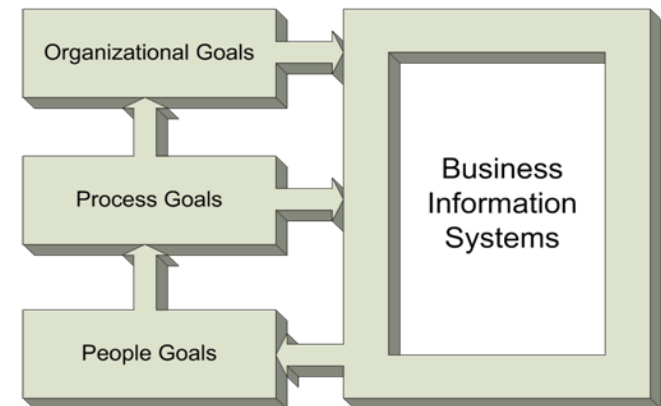 Organizational Goals
Process Goals
People Goals
Business
Information
Systems